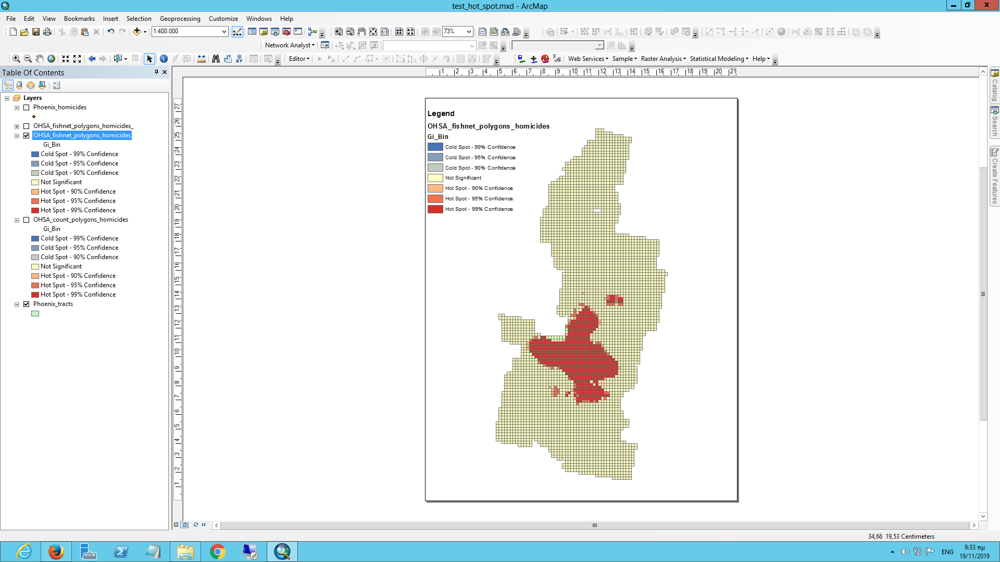 test_hot_spot.mxd - ArcMap
File Edit View Bookmarks Insert Selection Geoprocessing Customize Windows Help
1:400.000 73%
Network Analyst
Editor Web Services Sample Raster Analysis Statistical Modeling Help
Table Of Contents
Layers
Phoenix_homicides
OHSA_fishnet_polygons_homicides_
OHSA_fishnet_polygons_homicides
Gi_Bin
Cold Spot - 99% Confidence
Cold Spot - 95% Confidence
Cold Spot - 90% Confidence
Not Significant
Hot Spot - 90% Confidence
Hot Spot - 95% Confidence
Hot Spot - 99% Confidence
OHSA_count_polygons_homicides
Gi_Bin
Cold Spot - 99% Confidence
Cold Spot - 95% Confidence
Cold Spot - 90% Confidence
Not Significant
Hot Spot - 90% Confidence
Hot Spot - 95% Confidence
Hot Spot - 99% Confidence
Phoenix_tracts
1 2 3 4 5 6 7 8 9 10 11 12 13 14 15 16 17 18 19 20 21
27
26
25
24
23
22
21
20
19
18
17
16
15
14
13
12
11
10
9
8
7
6
5
4
3
2
1
Legend
OHSA_fishnet_polygons_homicides
Gi_Bin
Cold Spot - 99% Confidence
Cold Spot - 95% Confidence
Cold Spot - 90% Confidence
Not Significant
Hot Spot - 90% Confidence
Hot Spot - 95% Confidence
Hot Spot - 99% Confidence
Catalog
Search
Create Features
34,66 19,53 Centimeters
ENG
9:33 πμ
19/11/2019